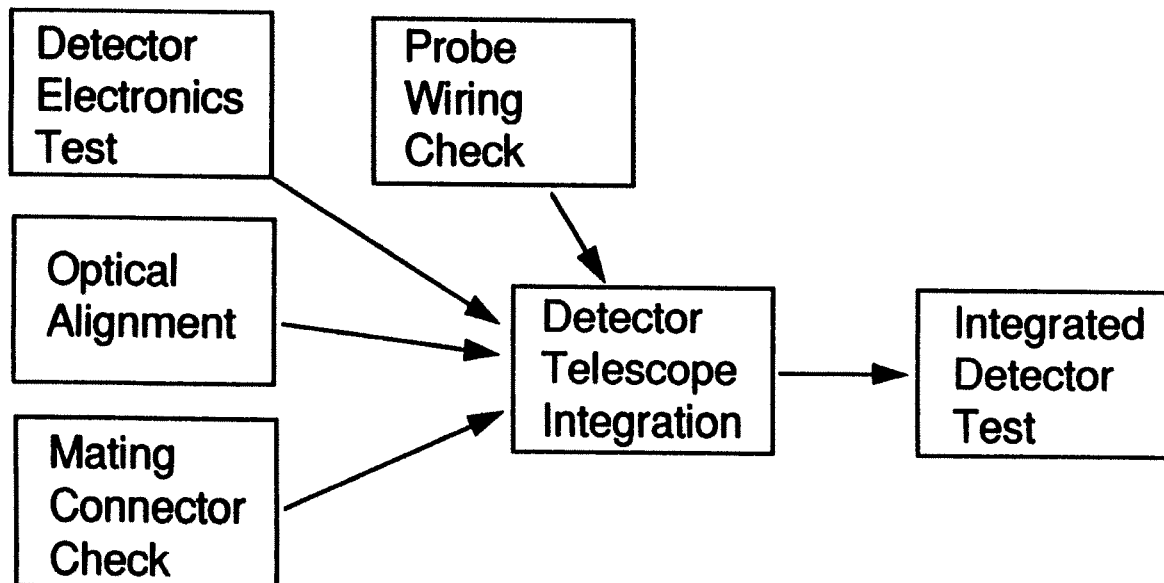 Detector
Electronics
Test
Probe
Wiring
Check
Optical
Alignment
Mating
Connector
Check
Detector
Telescope
Integration
Integrated
Detector
Test